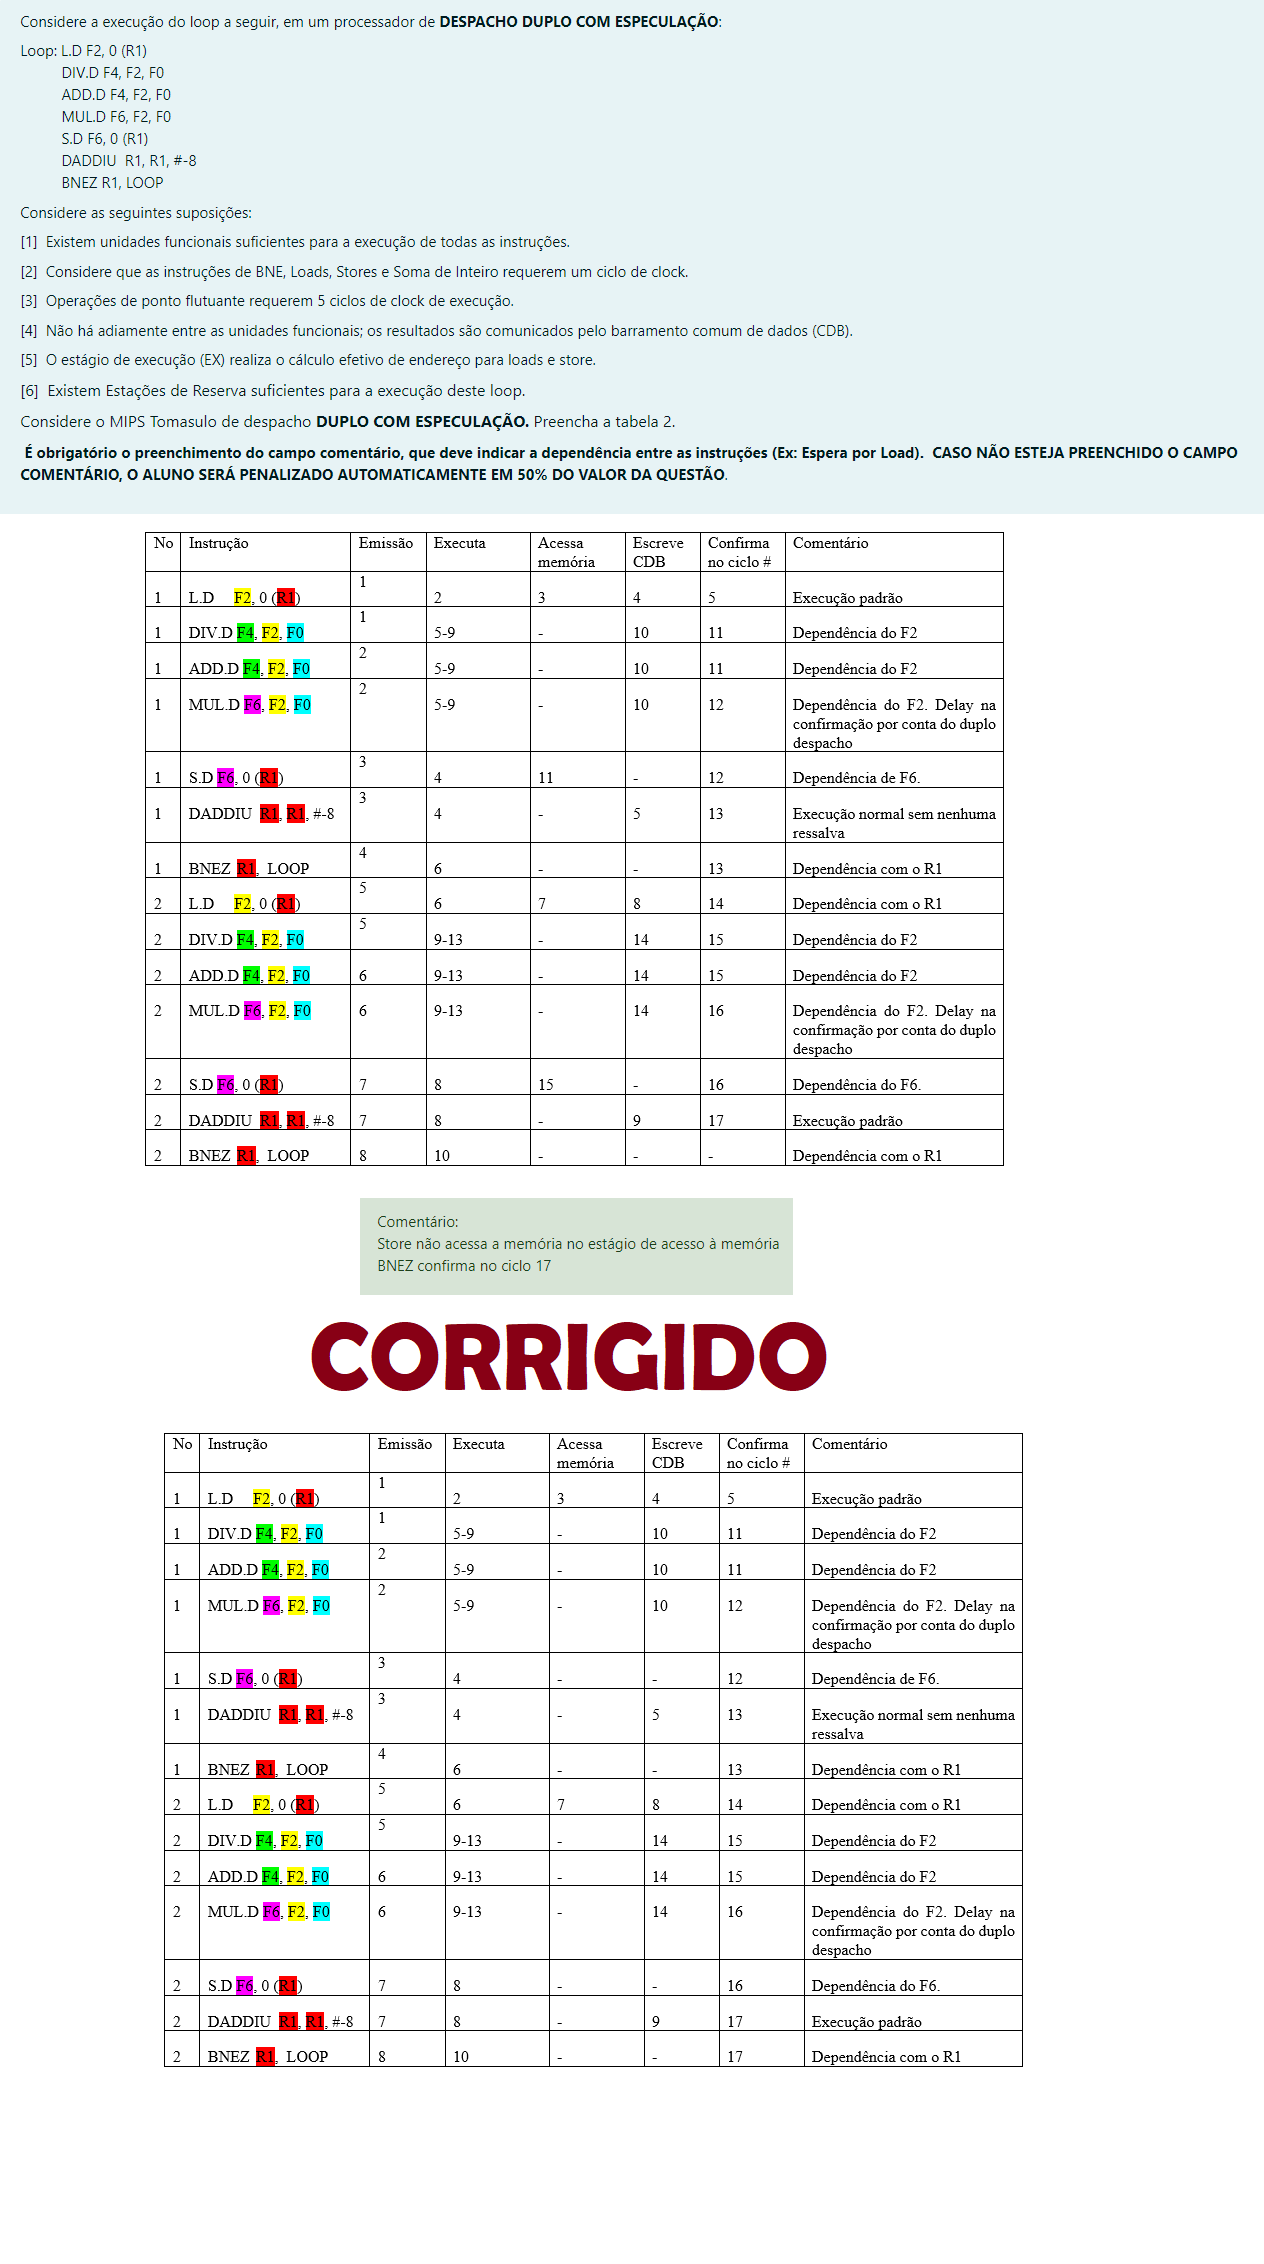 Considere a execução do loop a seguir, em um processador de DESPACHO DUPLO COM ESPECULAÇÃO:
Loop: L.D F2, 0 (R1)
DIV.D F4, F2, F0
ADD.D F4, F2, F0
MUL.D F6, F2, F0
S.D F6, 0 (R1)
DADDIU R1, R1, #-8
BNEZ R1, LOOP
Considere as seguintes suposições:
[1] Existem unidades funcionais suficientes para a execução de todas as instruções.
[2] Considere que as instruções de BNE, Loads, Stores e Soma de Inteiro requerem um ciclo de clock.
[3] Operações de ponto flutuante requerem 5 ciclos de clock de execução.
[4] Não há adiamente entre as unidades funcionais; os resultados são comunicados pelo barramento comum de dados (CDB).
[5] O estágio de execução (EX) realiza o cálculo efetivo de endereço para loads e store.
[6] Existem Estações de Reserva suficientes para a execução deste loop.
Considere o MIPS Tomasulo de despacho DUPLO COM ESPECULAÇÃO. Preencha a tabela 2.
É obrigatório o preenchimento do campo comentário, que deve indicar a dependência entre as instruções (Ex: Espera por Load). CASO NÃO ESTEJA PREENCHIDO O CAMPO
COMENTÁRIO, O ALUNO SERÁ PENALIZADO AUTOMATICAMENTE EM 50% DO VALOR DA QUESTÃO.
No Instrução Emissão Executa Acessa Escreve Confirma Comentário
memória CDB no ciclo #
1 L.D F2, 0 (R1) 1 2 3 4 5 Execução padrão
1 DIV.D F4, F2, F0 1 5-9 - 10 11 Dependência do F2
1 ADD.D F4, F2, F0 2 5-9 - 10 11 Dependência do F2
1 MUL.D F6, F2, F0 2 5-9 - 10 12 Dependência do F2. Delay na
confirmação por conta do duplo
despacho
1 S.D F6, 0 (R1) 3 4 11 - 12 Dependência de F6.
1 DADDIU R1, R1, #-8 3 4 - 5 13 Execução normal sem nenhuma
ressalva
1 BNEZ R1, LOOP 4 6 - - 13 Dependência com o R1
2 L.D F2, 0 (R1) 5 6 7 8 14 Dependência com o R1
2 DIV.D F4, F2, F0 5 9-13 - 14 15 Dependência do F2
2 ADD.D F4, F2, F0 6 9-13 - 14 15 Dependência do F2
2 MUL.D F6, F2, F0 6 9-13 - 14 16 Dependência do F2. Delay na
confirmação por conta do duplo
despacho
2 S.D F6, 0 (R1) 7 8 15 - 16 Dependência do F6.
2 DADDIU R1, R1, #-8 7 8 - 9 17 Execução padrão
2 BNEZ R1, LOOP 8 10 - - - Dependência com o R1
Comentário:
Store não acessa a memória no estágio de acesso à memória
BNEZ confirma no ciclo 17
CORRIGIDO
No Instrução Emissão Executa Acessa Escreve Confirma Comentário
memória CDB no ciclo #
1 L.D F2, 0 (R1) 1 2 3 4 5 Execução padrão
1 DIV.D F4, F2, F0 1 5-9 - 10 11 Dependência do F2
1 ADD.D F4, F2, F0 2 5-9 - 10 11 Dependência do F2
1 MUL.D F6, F2, F0 2 5-9 - 10 12 Dependência do F2. Delay na
confirmação por conta do duplo
despacho
1 S.D F6, 0 (R1) 3 4 - - 12 Dependência de F6.
1 DADDIU R1, R1, #-8 3 4 - 5 13 Execução normal sem nenhuma
ressalva
1 BNEZ R1, LOOP 4 6 - - 13 Dependência com o R1
2 L.D F2, 0 (R1) 5 6 7 8 14 Dependência com o R1
2 DIV.D F4, F2, F0 5 9-13 - 14 15 Dependência do F2
2 ADD.D F4, F2, F0 6 9-13 - 14 15 Dependência do F2
2 MUL.D F6, F2, F0 6 9-13 - 14 16 Dependência do F2. Delay na
confirmação por conta do duplo
despacho
2 S.D F6, 0 (R1) 7 8 - - 16 Dependência do F6.
2 DADDIU R1, R1, #-8 7 8 - 9 17 Execução padrão
2 BNEZ R1, LOOP 8 10 - - 17 Dependência com o R1